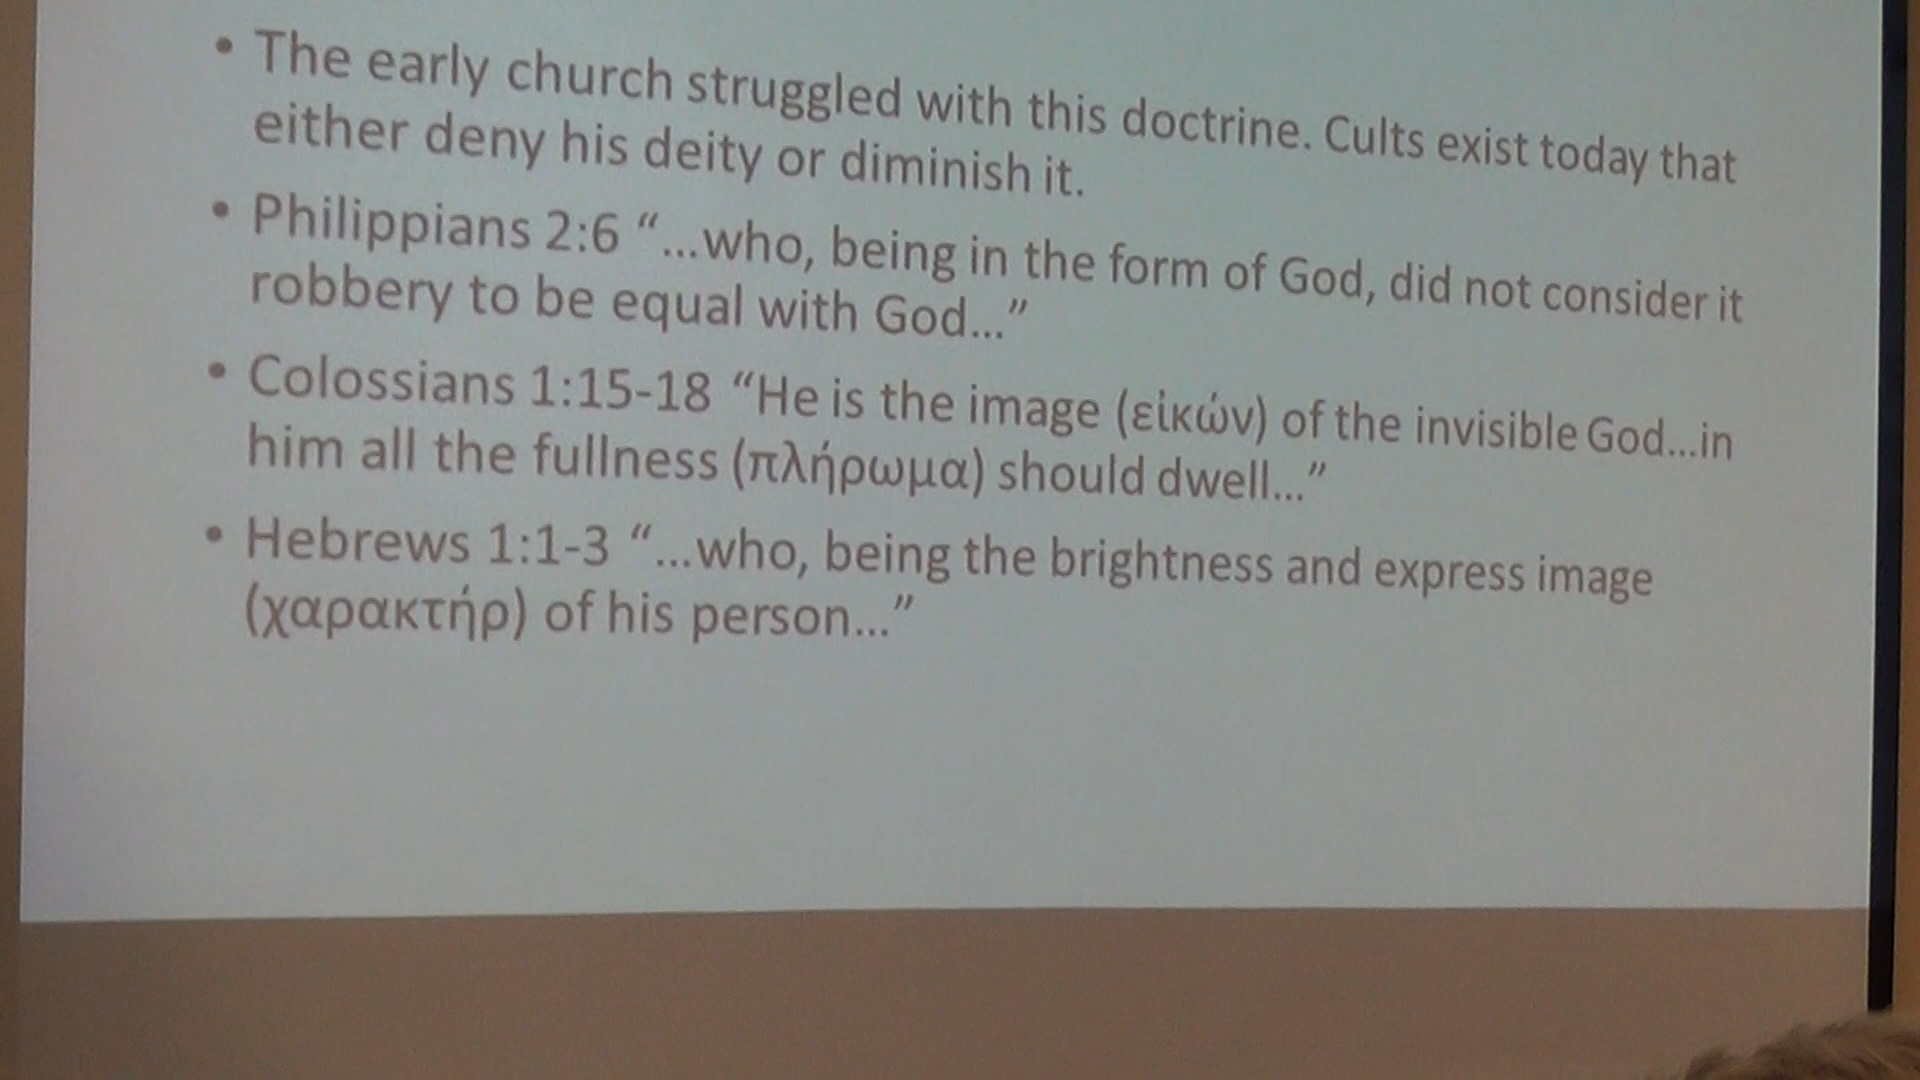 • The early church struggled with this doctrine. Cults exist today that
either deny his deity or diminish it.
• Philippians 2:6 “...who, being in the form of God, did not consider it
robbery to be equal with God...”
• Colossians 1:15-18 “He is the image (εἰκών) of the invisible God...in
him all the fullness (πλήρωμα) should dwell...”
• Hebrews 1:1-3 “...who, being the brightness and express image
(χαρακτήρ) of his person...”